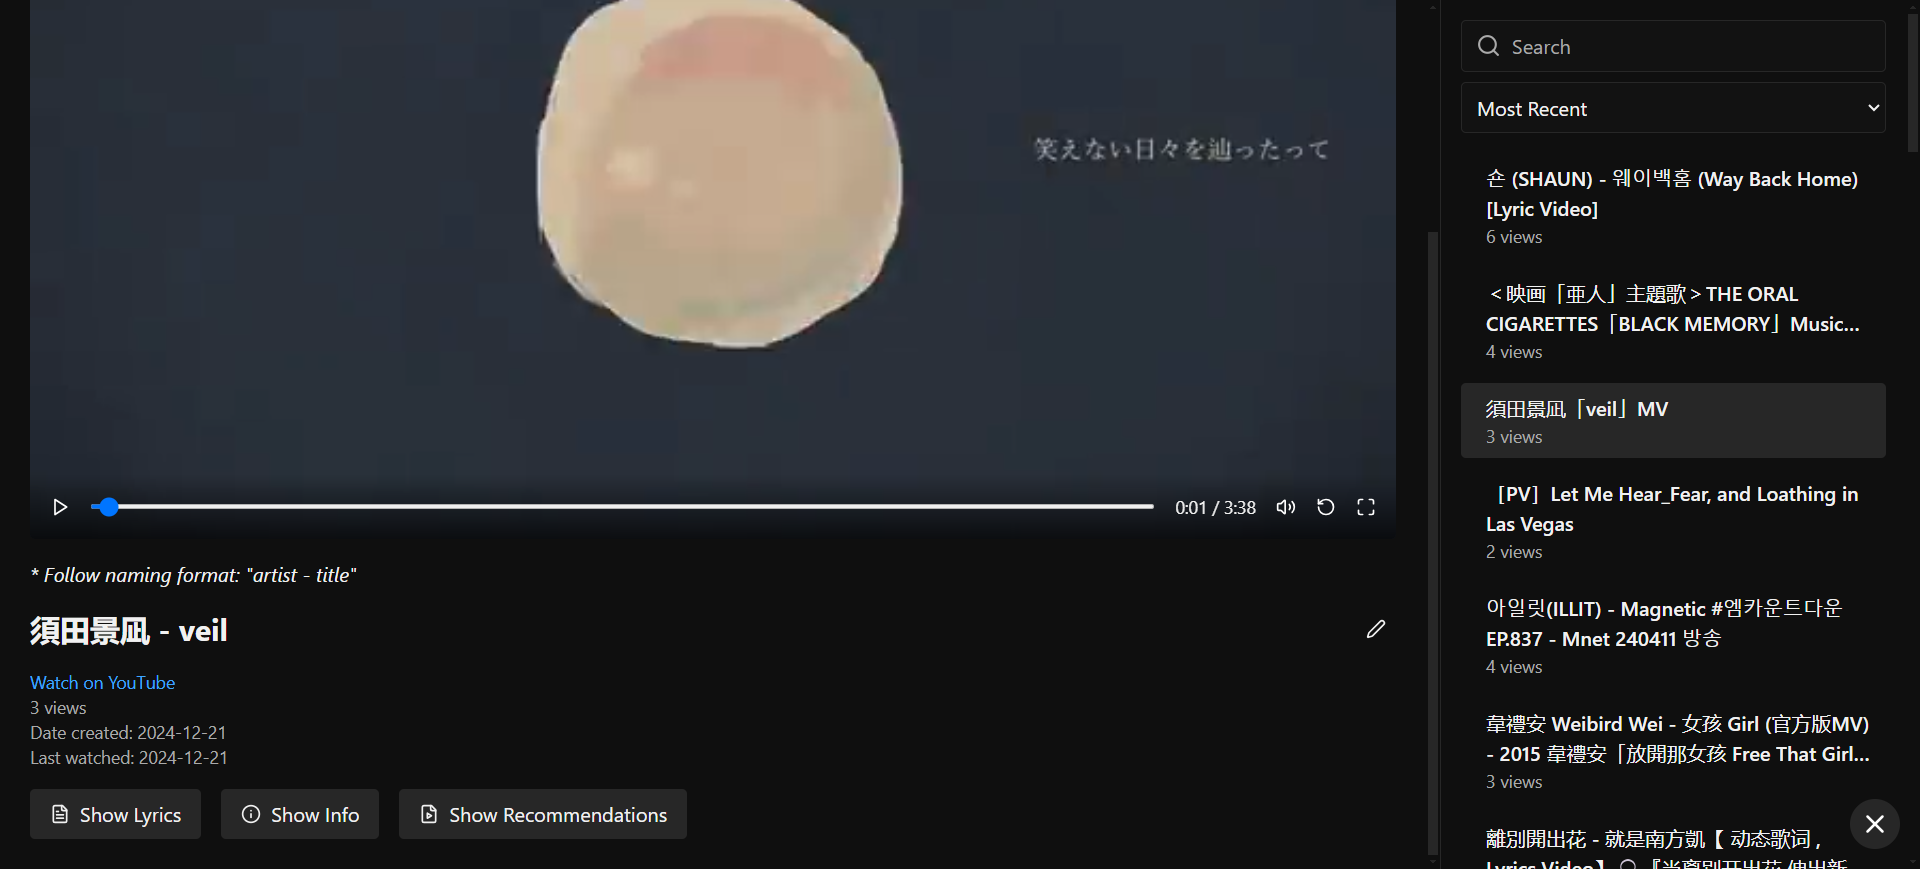 笑えない日々を辿ったって
0:01 / 3:38
* Follow naming format: "artist - title"
須田景凪 - veil
Watch on YouTube
3 views
Date created: 2024-12-21
Last watched: 2024-12-21
Show Lyrics
Show Info
Show Recommendations
Search
Most Recent
숀 (SHAUN) - 웨이백홈 (Way Back Home)
[Lyric Video]
6 views
＜映画「亜人」主題歌＞THE ORAL
CIGARETTES「BLACK MEMORY」Music...
4 views
須田景凪「veil」MV
3 views
［PV］Let Me Hear_Fear, and Loathing in
Las Vegas
2 views
아일릿(ILLIT) - Magnetic #엠카운트다운
EP.837 - Mnet 240411 방송
4 views
韋禮安 Weibird Wei - 女孩 Girl (官方版MV)
- 2015 韋禮安「放開那女孩 Free That Girl...
3 views
離別開出花 - 就是南方凱【 动态歌词 ,
Lyrics Video】